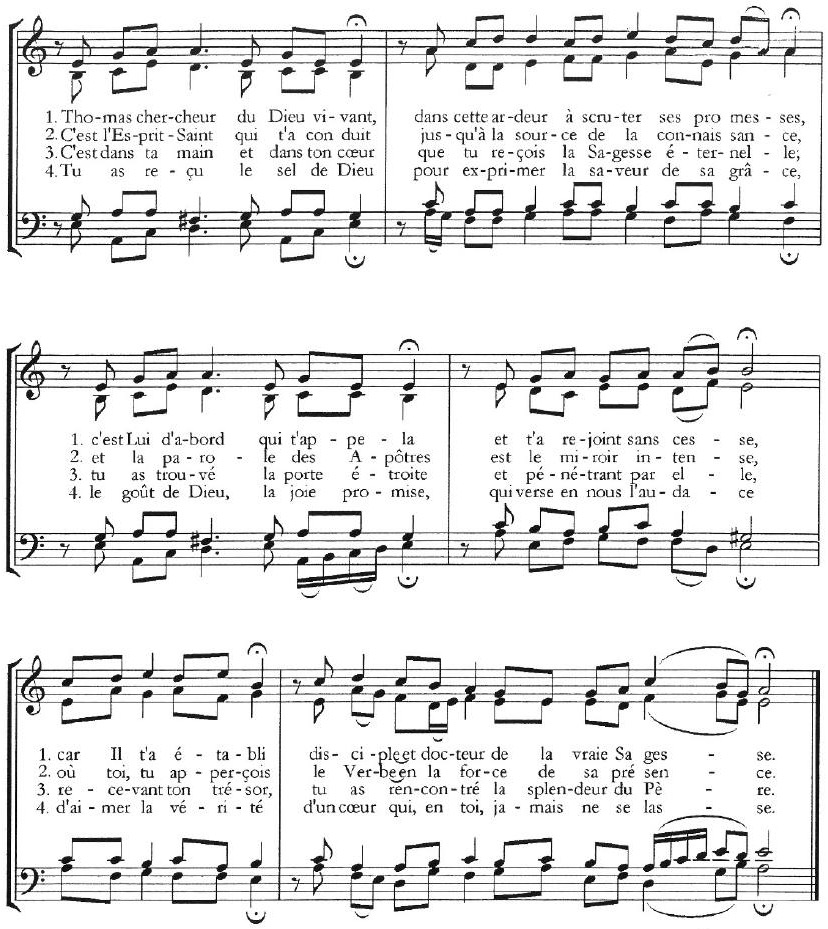 1. Tho-mas cher-cheur du Dieu vi-vant, dans cette ar-deur à scru-ter ses pro mes-ses,
2. C'est l'Es-prit-Saint qui t'a con duit jus-qu'à la sour-ce de la con-nais san-ce,
3. C'est dans ta main et dans ton cœur que tu re-çois la Sa-gesse é-ter-nel-le;
4. Tu as re-çu le sel de Dieu pour ex-pri-mer la sa-veur de sa grâ-ce,
1. c'est Lui d'a-bord qui t'ap-pe-la et t'a re-joint sans ces-se,
2. et la pa-ro-le des A-pôtres est le mi-roir in-ten-se,
3. tu as trou-vé la porte é-troite et pé-né-trant par el-le,
4. le goût de Dieu, la joie pro-mise, qui verse en nous l'au-da-ce
1. car Il t'a é-ta-bli dis-ci-ple et doc-teur de la vraie Sa ges-se.
2. où toi, tu ap-per-çois le Ver-be en la for-ce de sa pré sen-ce.
3. re-ce-vant ton tré-sor, tu as ren-con-tré la splen-deur du Pè-re.
4. d'ai-mer la vé-ri-té d'un cœur qui, en toi, ja-mais ne se las-se.